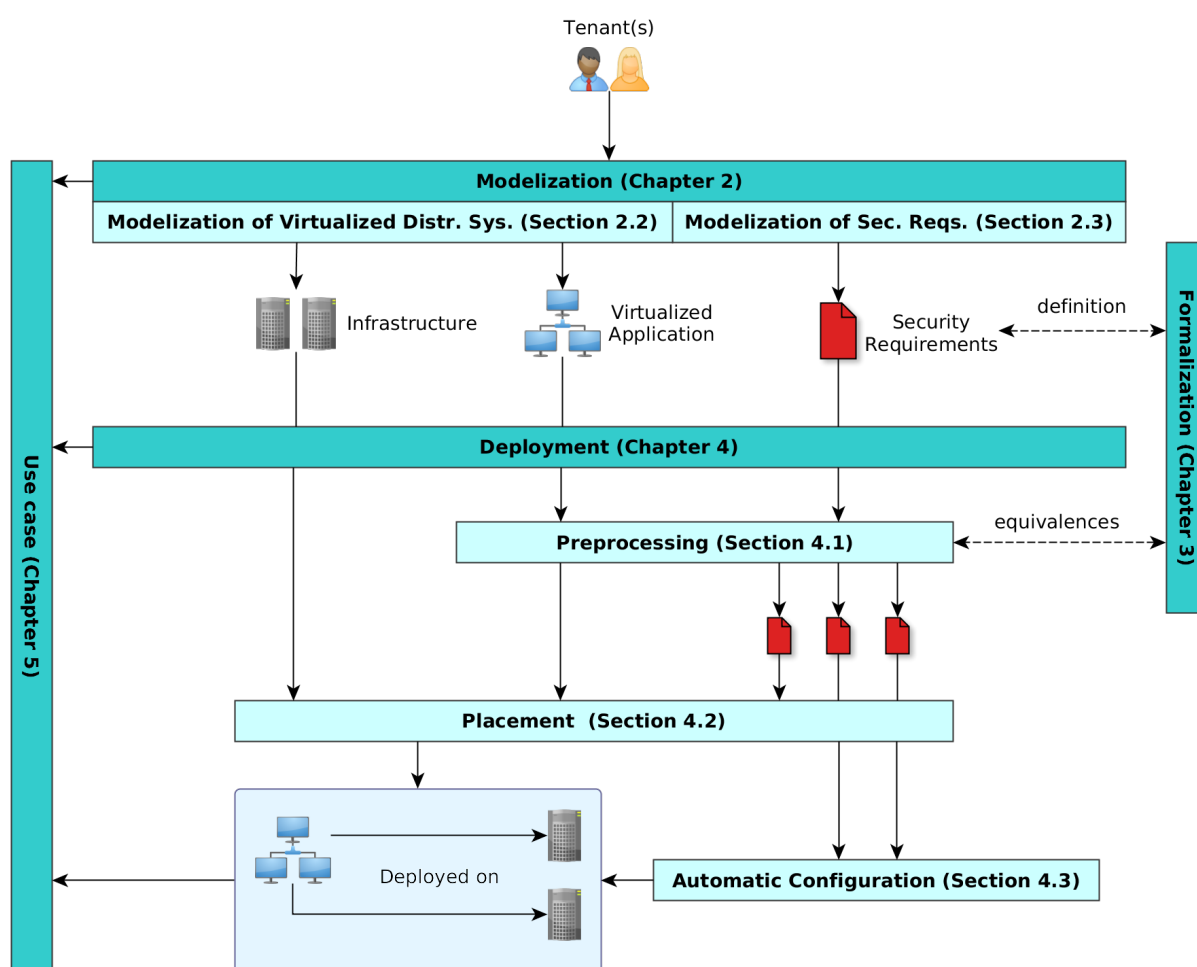 Tenant(s)
Modelization (Chapter 2)
Modelization of Virtualized Distr. Sys. (Section 2.2)
Modelization of Sec. Reqs. (Section 2.3)
Infrastructure
Virtualized
Application
Security
Requirements
definition
Formalization (Chapter 3)
Deployment (Chapter 4)
Use case (Chapter 5)
Preprocessing (Section 4.1)
equivalences
Placement  (Section 4.2)
Deployed on
Automatic Configuration (Section 4.3)